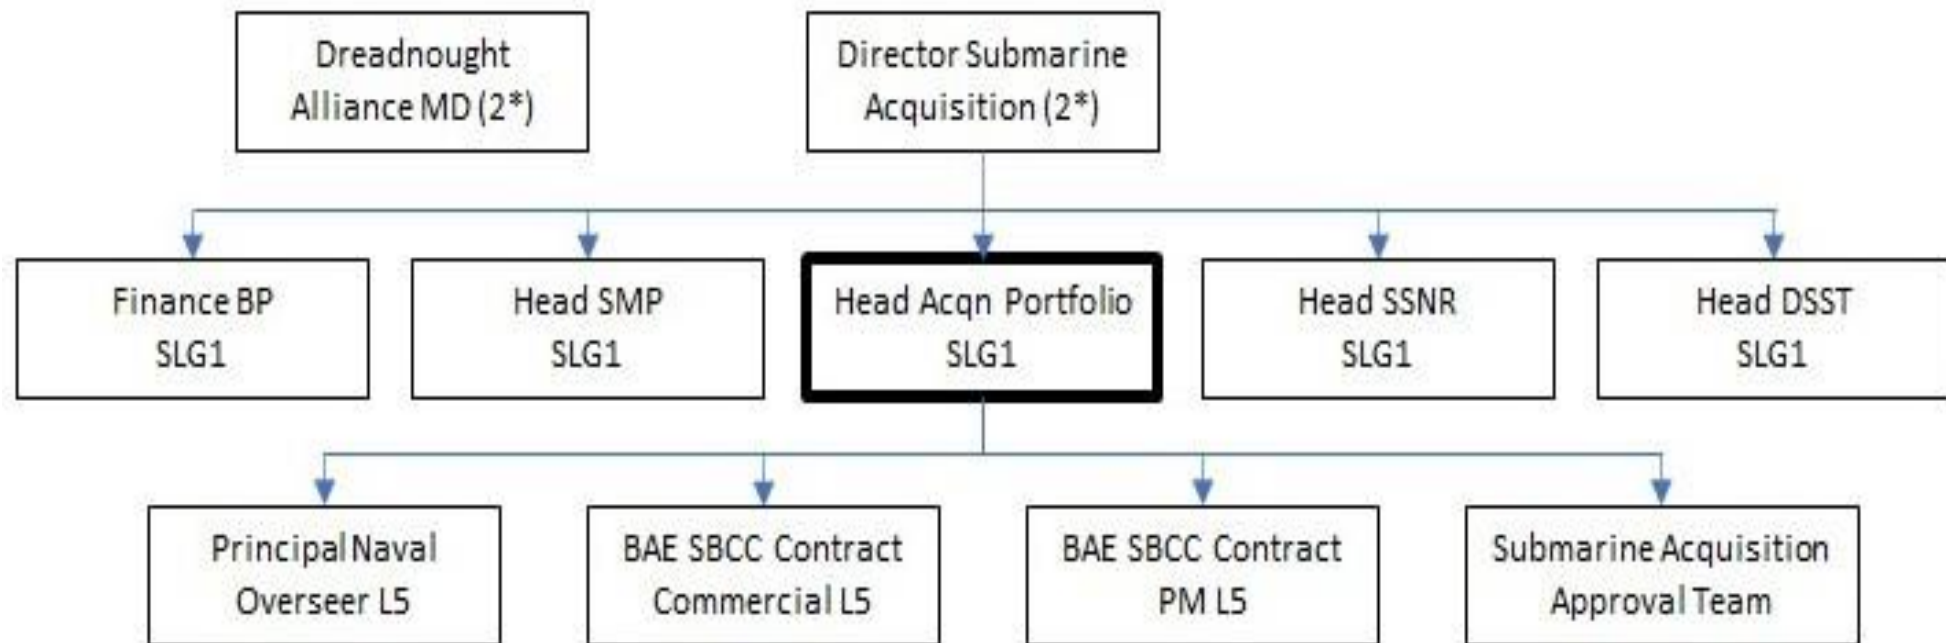 Dreadnought
Alliance MD (2*)
Director Submarine
Acquisition (2*)
Finance BP
SLG1
Head SMP
SLG1
Head Acqn Portfolio
SLG1
Head SSNR
SLG1
Head DSST
SLG1
Principal Naval
Overseer L5
BAE SBCC Contract
Commercial L5
BAE SBCC Contract
PM L5
Submarine Acquisition
Approval Team